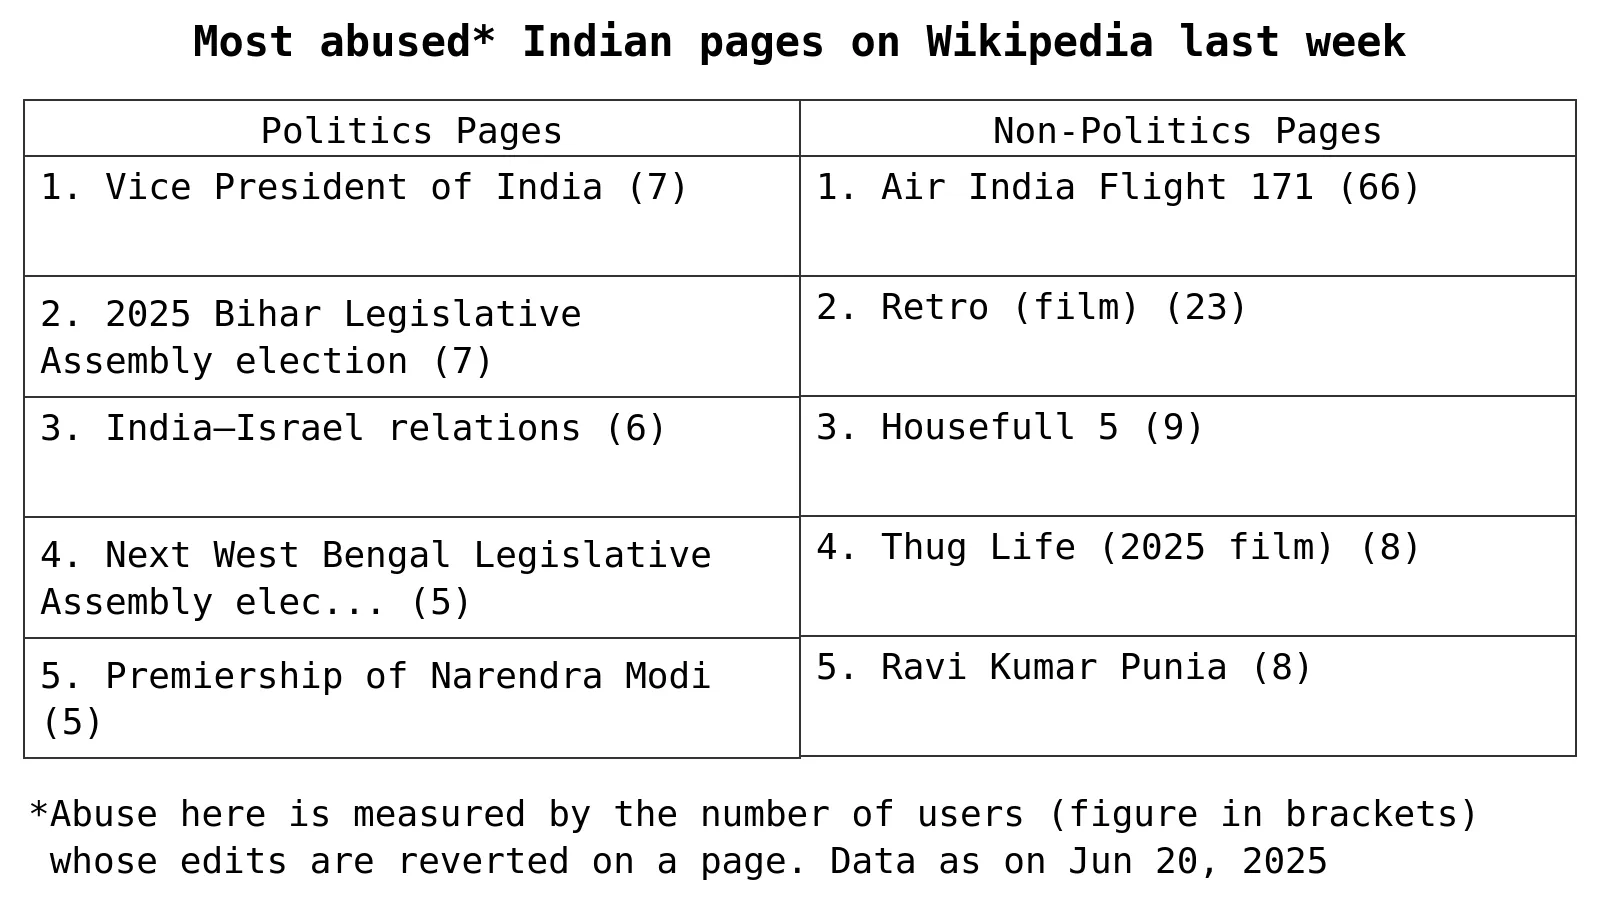 Most abused* Indian pages on Wikipedia last week
Politics Pages
1. Vice President of India (7)
2. 2025 Bihar Legislative
Assembly election (7)
3. India–Israel relations (6)
4. Next West Bengal Legislative
Assembly elec... (5)
5. Premiership of Narendra Modi
(5)
Non-Politics Pages
1. Air India Flight 171 (66)
2. Retro (film) (23)
3. Housefull 5 (9)
4. Thug Life (2025 film) (8)
5. Ravi Kumar Punia (8)
*Abuse here is measured by the number of users (figure in brackets)
whose edits are reverted on a page. Data as on Jun 20, 2025